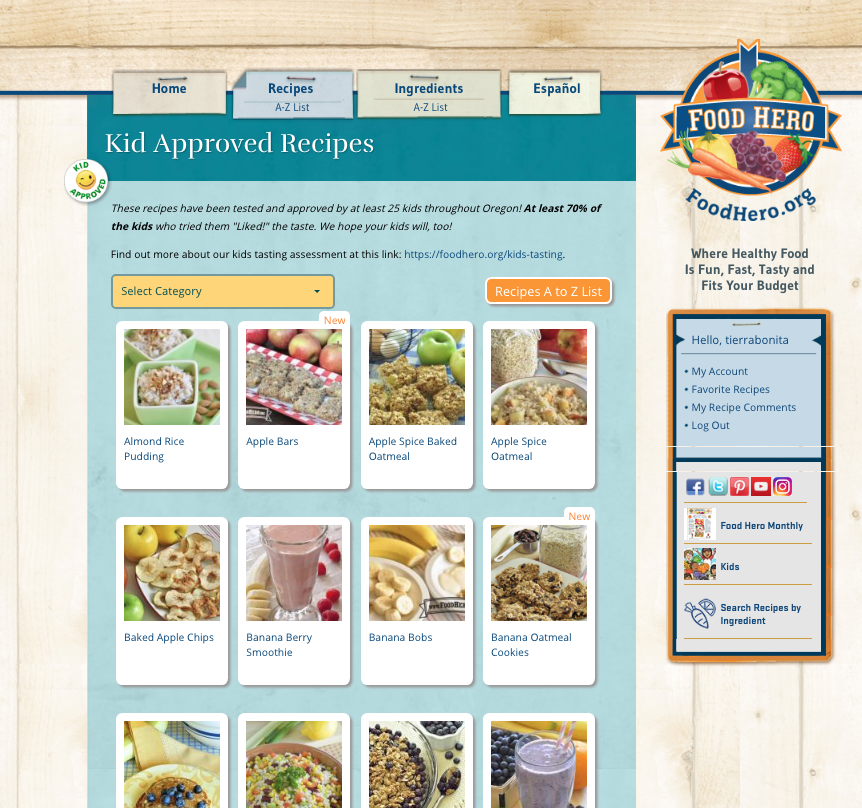 Home
Recipes
A-Z List
Ingredients
A-Z List
Español
FOOD HERO
FoodHero.org
Kid Approved Recipes
KID
APPROVED
These recipes have been tested and approved by at least 25 kids throughout Oregon! At least 70% of
the kids who tried them "Liked!" the taste. We hope your kids will, too!
Find out more about our kids tasting assessment at this link: https://foodhero.org/kids-tasting.
Where Healthy Food
Is Fun, Fast, Tasty and
Fits Your Budget
Select Category
Recipes A to Z List
New
Almond Rice
Pudding
Apple Bars
Apple Spice Baked
Oatmeal
Apple Spice
Oatmeal
New
Baked Apple Chips
Banana Berry
Smoothie
Banana Bobs
Banana Oatmeal
Cookies
Hello, tierrabonita
• My Account
• Favorite Recipes
• My Recipe Comments
• Log Out
Food Hero Monthly
Kids
Search Recipes by
Ingredient